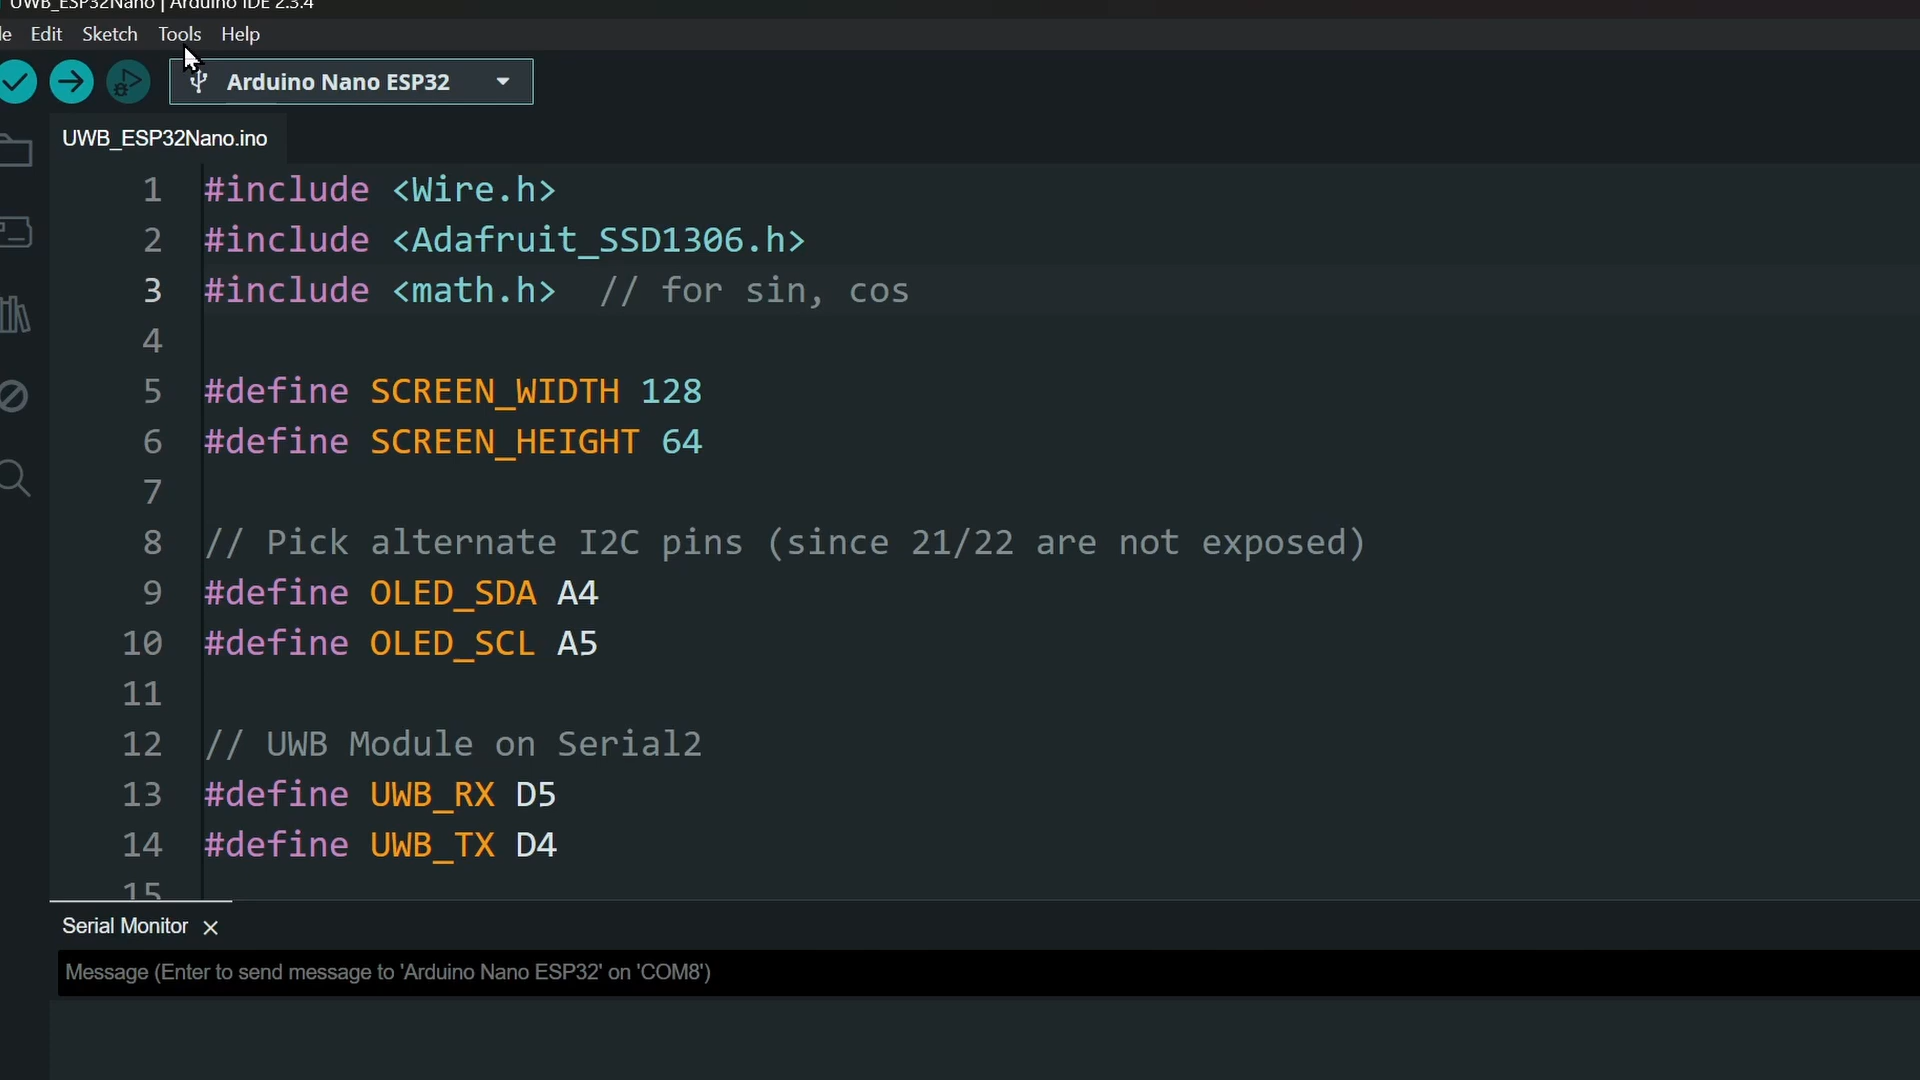 UWB_ESP32Nano | Arduino IDE 2.3.4
le Edit Sketch Tools Help
Arduino Nano ESP32
UWB_ESP32Nano.ino
1 #include <Wire.h>
2 #include <Adafruit_SSD1306.h>
3 #include <math.h> // for sin, cos
4
5 #define SCREEN_WIDTH 128
6 #define SCREEN_HEIGHT 64
7
8 // Pick alternate I2C pins (since 21/22 are not exposed)
9 #define OLED_SDA A4
10 #define OLED_SCL A5
11
12 // UWB Module on Serial2
13 #define UWB_RX D5
14 #define UWB_TX D4
15
Serial Monitor
Message (Enter to send message to 'Arduino Nano ESP32' on 'COM8')